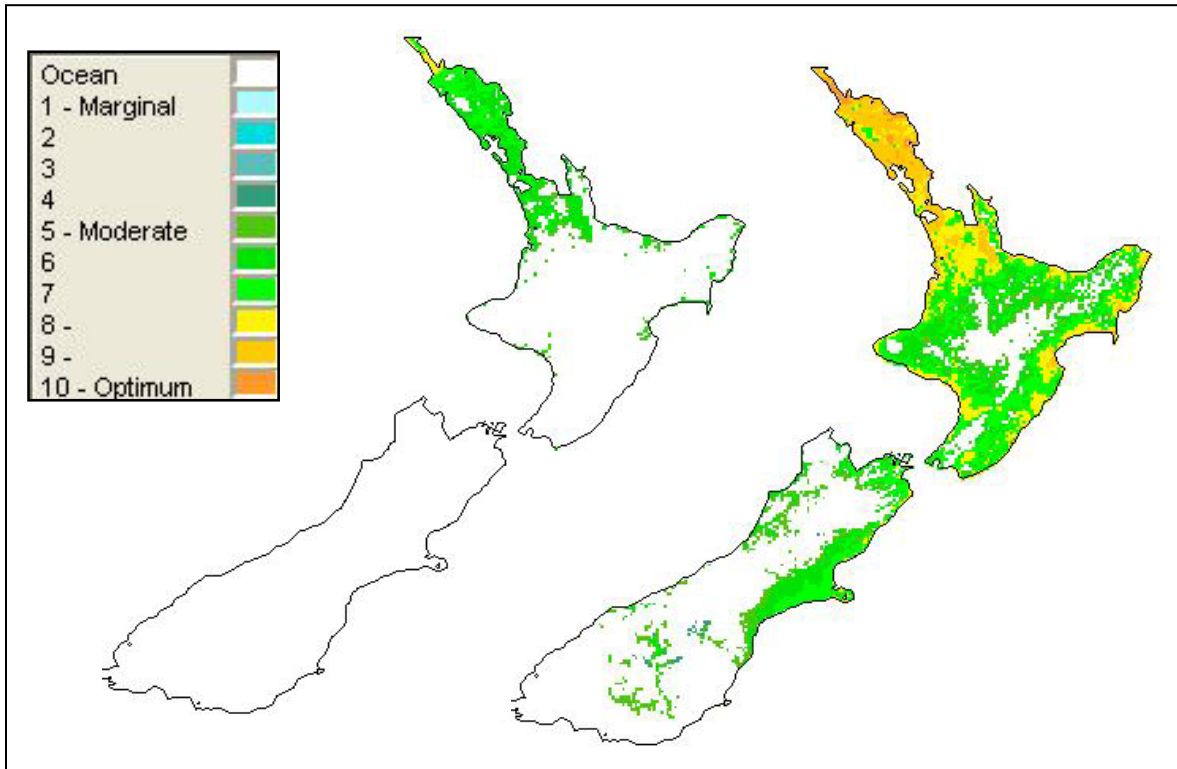 Ocean
1 - Marginal
2
3
4
5 - Moderate
6
7
8 -
9 -
10 - Optimum